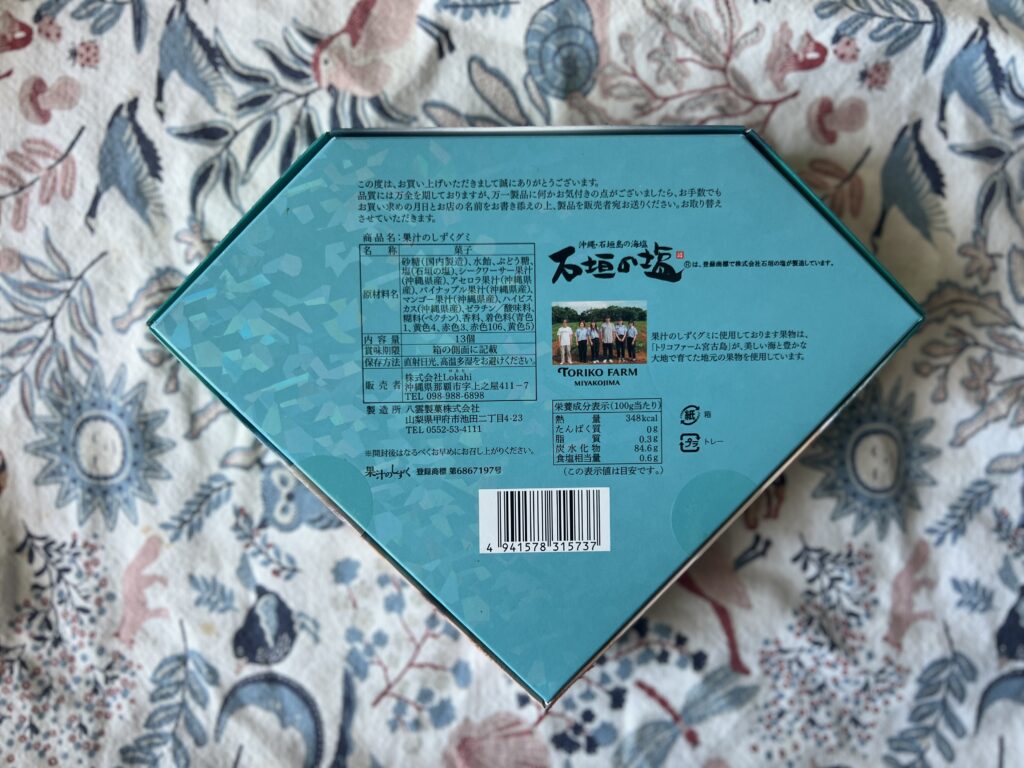 この度は、お買い上げいただきまして誠にありがとうございます。
品質には万全を期しておりますが、万一製品に何かお気付きの点がございましたら、お手数でも
お買い求めの月日とお店の名前をお書き添えの上、製品を販売者宛お送りください。お取り替え
させていただきます。
商品名:果汁のしずくグミ
名 称 菓子
原材料名 砂糖(国内製造)、水飴、ぶどう糖、
塩(石垣の塩)、シークワーサー果汁
(沖縄県産)、アセロラ果汁(沖縄県
産)、パイナップル果汁(沖縄県産)、
マンゴー果汁(沖縄県産)、ハイビス
カス(沖縄県産)、ゼラチン/酸味料、
糊料(ペクチン)、香料、着色料(青色
1、黄色4、赤色3、赤色106、黄色5)
内容量 13個
賞味期限 箱の側面に記載
保存方法 直射日光、高温多湿をお避けください。
販売者 株式会社Lokahi
沖縄県那覇市字上之屋411−7
TEL 098-988-6898
製造所 八雲製菓株式会社
山梨県甲府市池田二丁目4-23
TEL 0552-53-4111
※開封後はなるべくお早めにお召し上がりください。
果汁のしずく 登録商標 第6867197号
沖縄・石垣島の海塩
石垣の塩 ®は、登録商標で株式会社石垣の塩が製造しています。
TORIKO FARM
MIYAKOJIMA
果汁のしずくグミに使用しております果物は、
「トリコファーム宮古島」が、美しい海と豊かな
大地で育てた地元の果物を使用しています。
栄養成分表示(100g当たり)
熱量 348kcal
たんぱく質 0g
脂質 0.3g
炭水化物 84.6g
食塩相当量 0.6g
(この表示値は目安です。)
紙 箱
プラ トレー
4 941578 315737